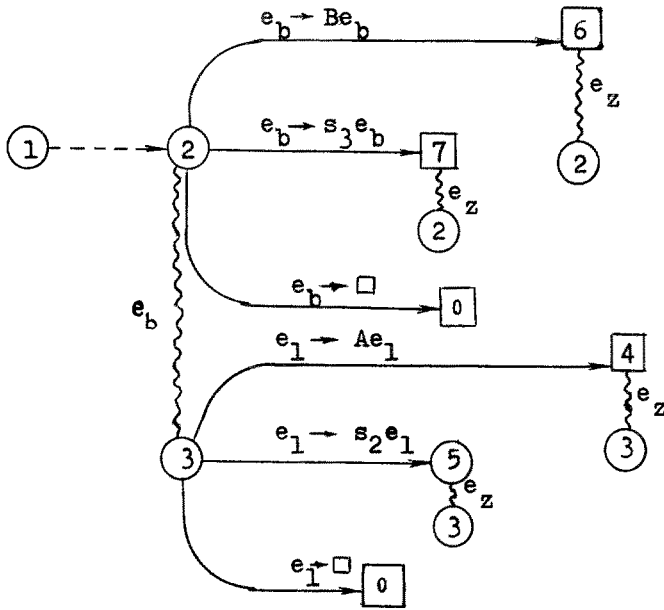 e_b → Be_b
6
e_z
2
1
2
e_b → s_3e_b
7
e_z
2
e_b → □
0
e_b
e_1 → Ae_1
4
e_z
3
3
e_1 → s_2e_1
5
e_z
3
e_1 → □
0